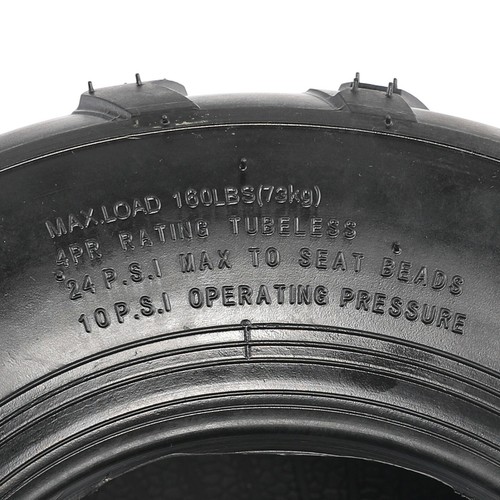 MAX.LOAD 160LBS(73kg)
4PR RATING TUBELESS
24 P.S.I MAX TO SEAT BEADS
10 P.S.I OPERATING PRESSURE